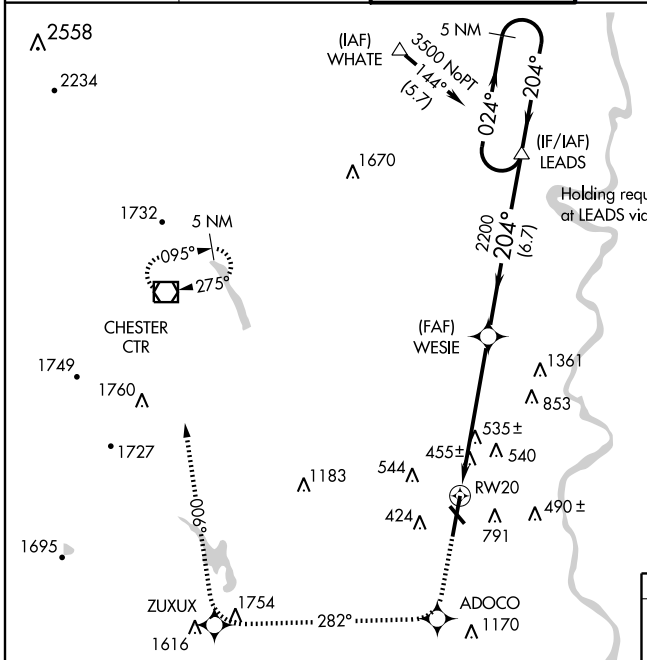 2558
2234
(IAF)
WHATE
3500 NoPT
144°
(5.7)
5 NM
024°
204°
(IF/IAF)
LEADS
1670
Holding requ
at LEADS via
1732
5 NM
095°
275°
2200
204°
(6.7)
CHESTER
CTR
(FAF)
WESIE
1749
1760
1361
853
1727
535±
455±
540
544
1183
RW20
424
791
490±
006°
1695
ZUXUX
1754
282°
ADOCO
1616
1170